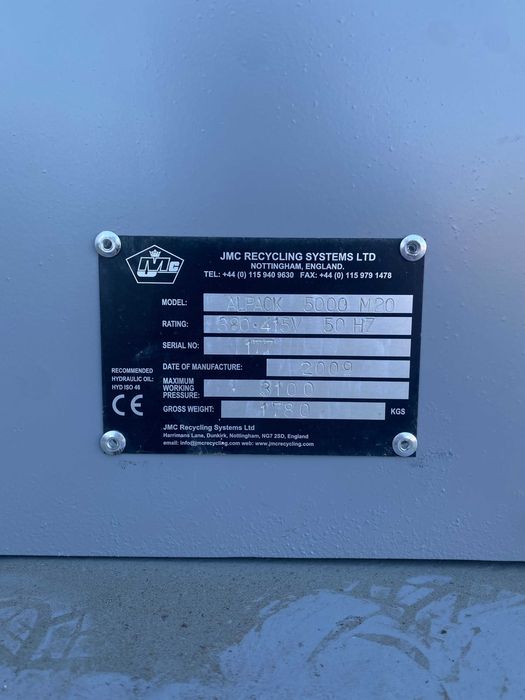 JMC
JMC RECYCLING SYSTEMS LTD
NOTTINGHAM, ENGLAND.
TEL: +44 (0) 115 940 9630 FAX: +44 (0) 115 979 1478
MODEL: ALPACK 5000 M20
RATING: 380-415V 50 HZ
SERIAL NO: 177
DATE OF MANUFACTURE: 2009
RECOMMENDED
HYDRAULIC OIL:
HYD ISO 46
MAXIMUM
WORKING
PRESSURE: 3100
GROSS WEIGHT: 1780 KGS
CE
JMC Recycling Systems Ltd
Harrimans Lane, Dunkirk, Nottingham, NG7 2SD, England
email: info@jmcrecycling.com web: www.jmcrecycling.com